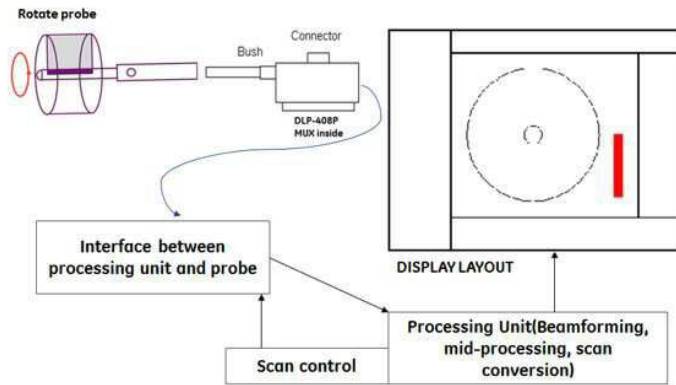 Rotate probe
Bush
Connector
DLP-408P
MUX inside
Interface between
processing unit and probe
DISPLAY LAYOUT
Scan control
Processing Unit(Beamforming,
mid-processing, scan
conversion)